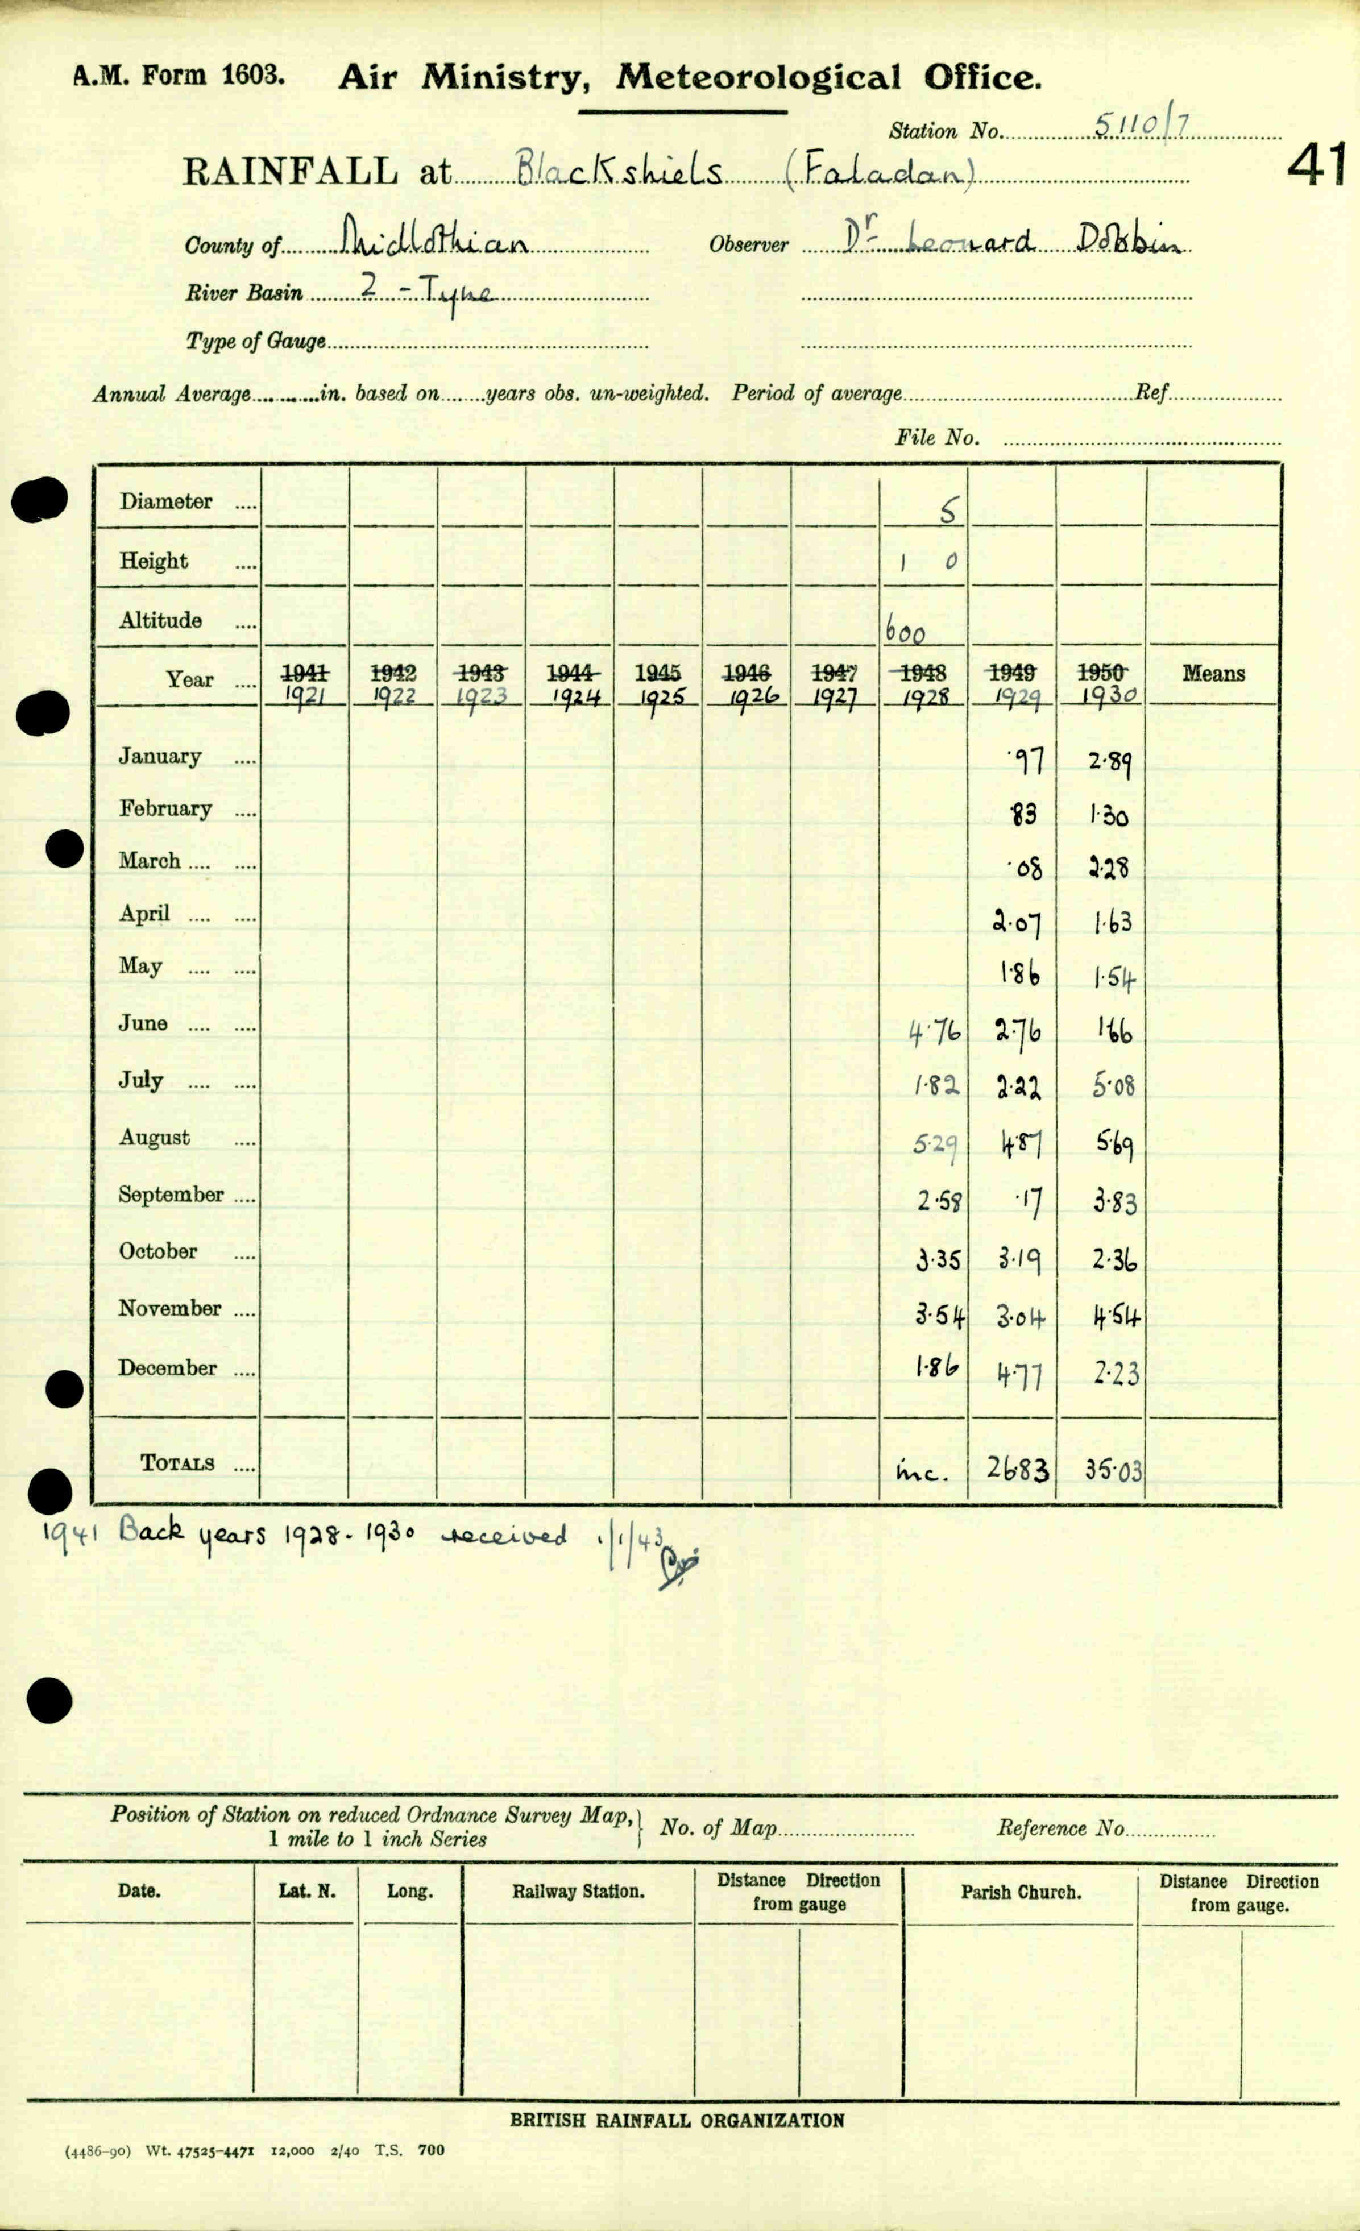 A.M. Form 1603. Air Ministry, Meteorological Office.
Station No. 5110/7
41
RAINFALL at Blackshiels (Faladan)
County of Midlothian Observer Dr Leonard Dobbin
River Basin 2 - Tyne
Type of Gauge
Annual Average in. based on years obs. un-weighted. Period of average Ref.
File No.
Diameter 5
Height 1 0
Altitude 600
Year 1941 1942 1943 1944 1945 1946 1947 1948 1949 1950 Means
1921 1922 1923 1924 1925 1926 1927 1928 1929 1930
January ·97 2·89
February ·83 1·30
March ·08 2·28
April 2·07 1·63
May 1·86 1·54
June 4·76 2·76 1·66
July 1·82 2·22 5·08
August 5·29 4·87 5·69
September 2·58 ·17 3·83
October 3·35 3·19 2·36
November 3·54 3·04 4·54
December 1·86 4·77 2·23
TOTALS inc. 26·83 35·03
1941 Back years 1928-1930 received 1/1/43
Position of Station on reduced Ordnance Survey Map, } No. of Map Reference No.
1 mile to 1 inch Series
Date. Lat. N. Long. Railway Station. Distance Direction from gauge Parish Church. Distance Direction from gauge.
BRITISH RAINFALL ORGANIZATION
(4486-90) Wt. 47525-4471 12,000 2/40 T.S. 700